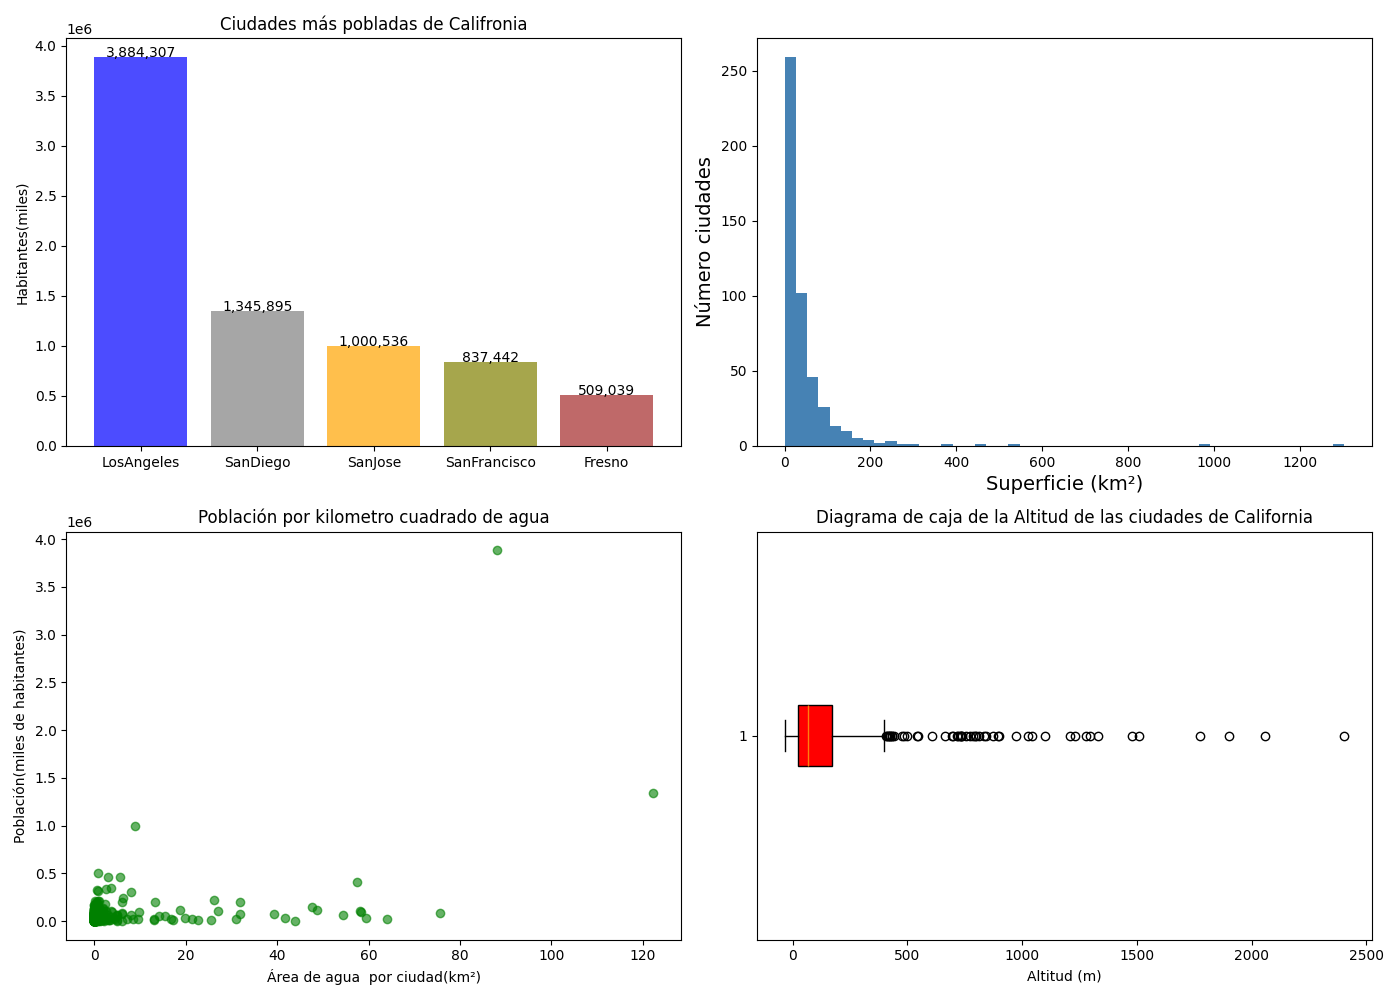 Ciudades más pobladas de Califronia
1e6
4.0
3.5
3.0
2.5
2.0
1.5
1.0
0.5
0.0
Habitantes(miles)
3,884,307
1,345,895
1,000,536
837,442
509,039
LosAngeles SanDiego SanJose SanFrancisco Fresno
250
200
150
100
50
0
Número ciudades
0 200 400 600 800 1000 1200
Superficie (km²)
Población por kilometro cuadrado de agua
1e6
4.0
3.5
3.0
2.5
2.0
1.5
1.0
0.5
0.0
Población(miles de habitantes)
0 20 40 60 80 100 120
Área de agua  por ciudad(km²)
Diagrama de caja de la Altitud de las ciudades de California
1
0 500 1000 1500 2000 2500
Altitud (m)